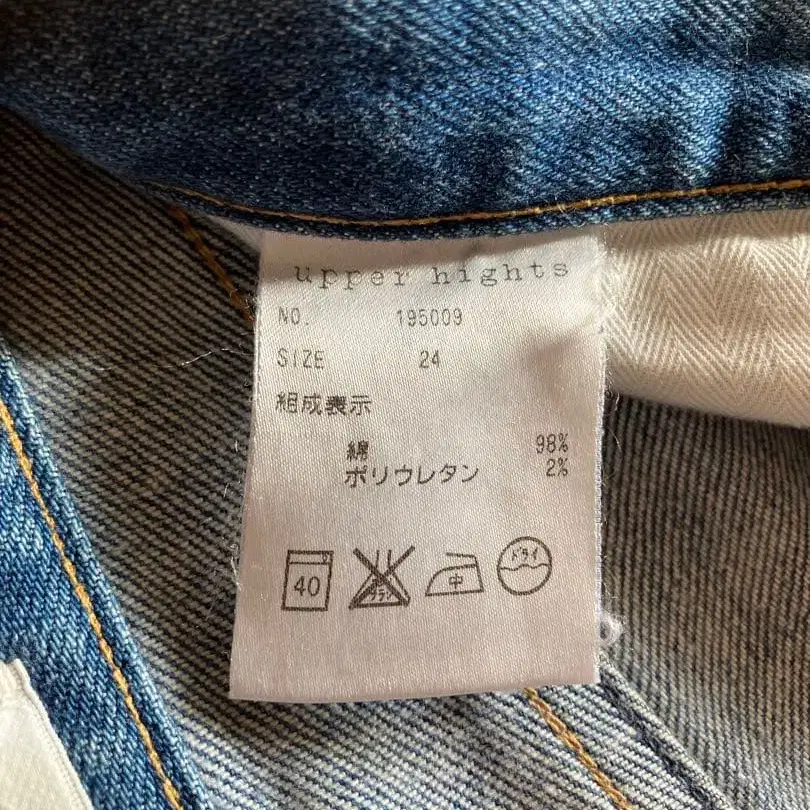 upper hights
NO. 195009
SIZE 24
組成表示
綿 98%
ポリウレタン 2%
40 中 ドライ